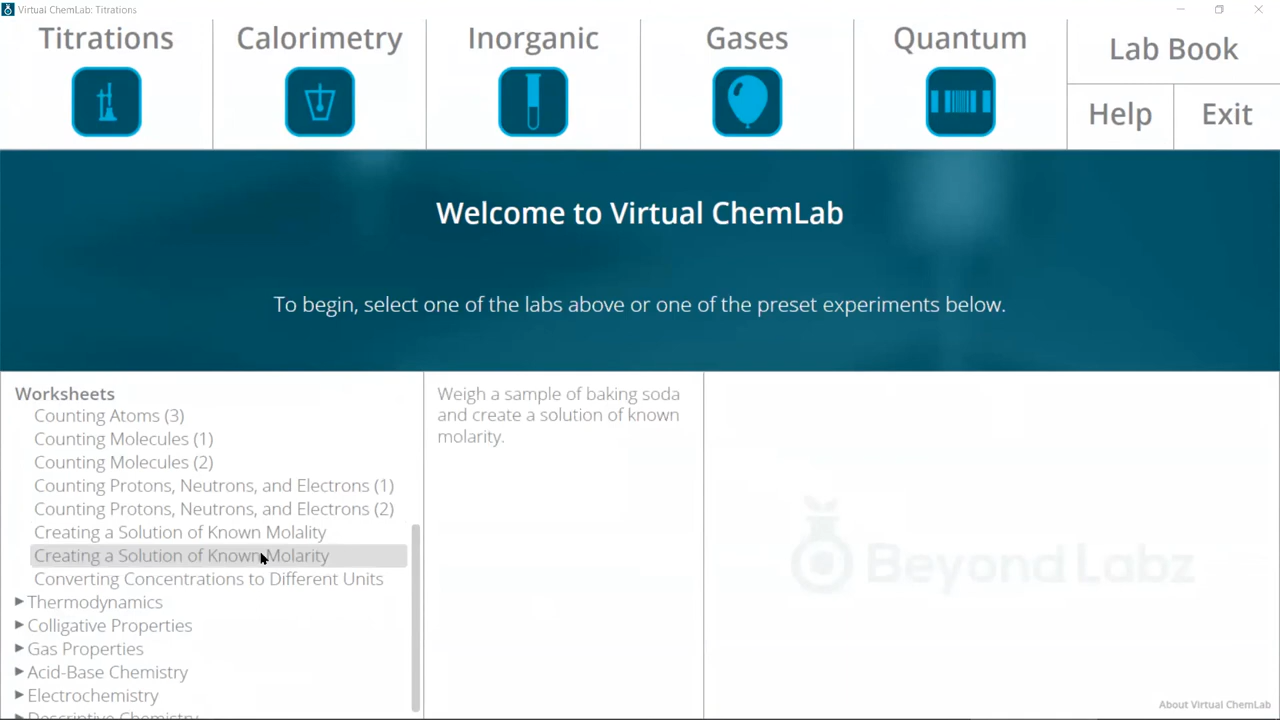 Virtual ChemLab: Titrations
Titrations
Calorimetry
Inorganic
Gases
Quantum
Lab Book
Help
Exit
Welcome to Virtual ChemLab
To begin, select one of the labs above or one of the preset experiments below.
Worksheets
Counting Atoms (3)
Counting Molecules (1)
Counting Molecules (2)
Counting Protons, Neutrons, and Electrons (1)
Counting Protons, Neutrons, and Electrons (2)
Creating a Solution of Known Molality
Creating a Solution of Known Molarity
Converting Concentrations to Different Units
Thermodynamics
Colligative Properties
Gas Properties
Acid-Base Chemistry
Electrochemistry
Descriptive Chemistry
Weigh a sample of baking soda
and create a solution of known
molarity.
Beyond Labz
About Virtual ChemLab